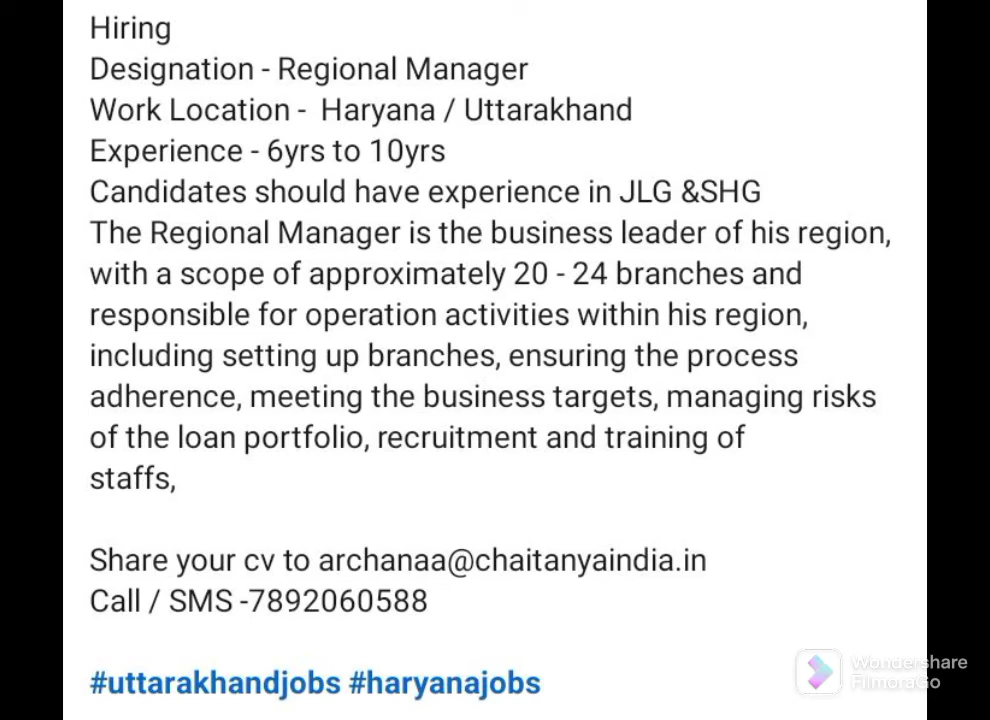 Hiring
Designation - Regional Manager
Work Location -  Haryana / Uttarakhand
Experience - 6yrs to 10yrs
Candidates should have experience in JLG &SHG
The Regional Manager is the business leader of his region,
with a scope of approximately 20 - 24 branches and
responsible for operation activities within his region,
including setting up branches, ensuring the process
adherence, meeting the business targets, managing risks
of the loan portfolio, recruitment and training of
staffs,
Share your cv to archanaa@chaitanyaindia.in
Call / SMS -7892060588
#uttarakhandjobs #haryanajobs
Wondershare
FilmoraGo